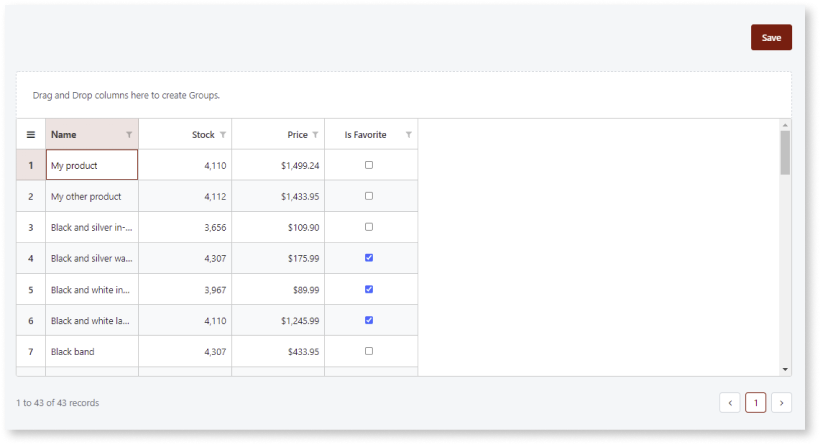 Save
Drag and Drop columns here to create Groups.
Name Stock Price Is Favorite
1 My product 4,110 $1,499.24
2 My other product 4,112 $1,433.95
3 Black and silver in-... 3,656 $109.90
4 Black and silver wa... 4,307 $175.99
5 Black and white in... 3,967 $89.99
6 Black and white la... 4,110 $1,245.99
7 Black band 4,307 $433.95
1 to 43 of 43 records
1